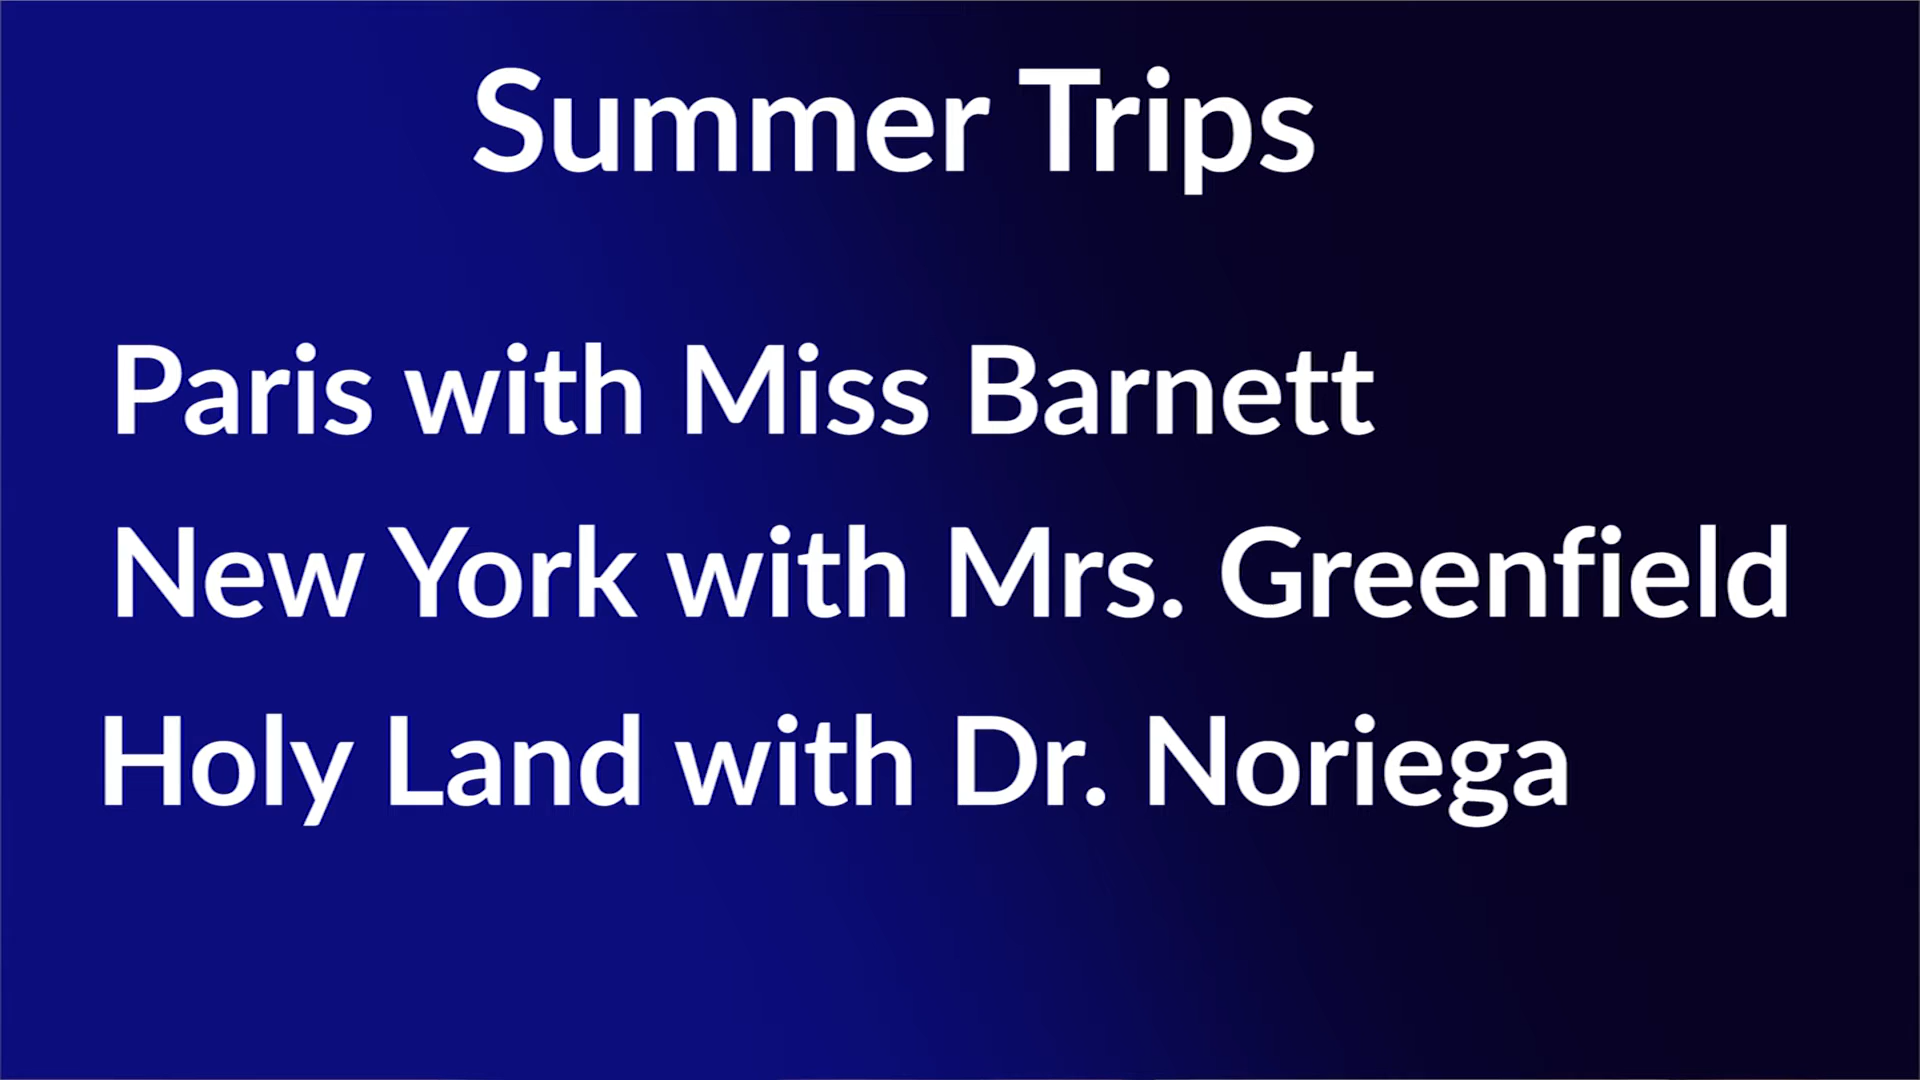 Summer Trips
Paris with Miss Barnett
New York with Mrs. Greenfield
Holy Land with Dr. Noriega